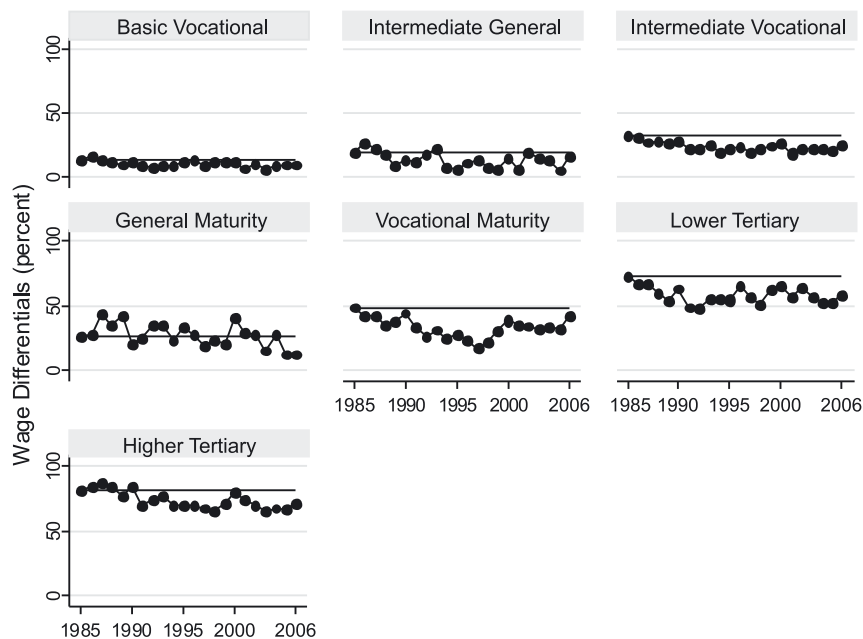 Basic Vocational
Intermediate General
Intermediate Vocational
100
50
0
General Maturity
Vocational Maturity
Lower Tertiary
100
50
0
1985 1990 1995 2000 2006
1985 1990 1995 2000 2006
Higher Tertiary
100
50
0
1985 1990 1995 2000 2006
Wage Differentials (percent)